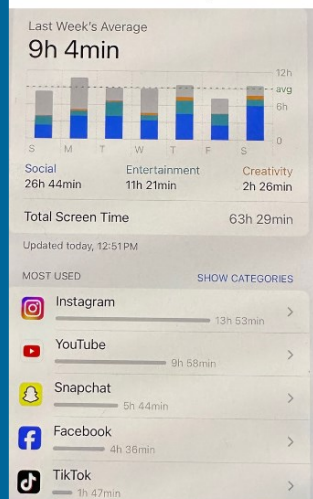 Last Week's Average
9h 4min
12h
avg
6h
0
S M T W T F S
Social Entertainment Creativity
26h 44min 11h 21min 2h 26min
Total Screen Time 63h 29min
Updated today, 12:51 PM
MOST USED SHOW CATEGORIES
Instagram
13h 53min
YouTube
9h 58min
Snapchat
5h 44min
Facebook
4h 36min
TikTok
1h 47min